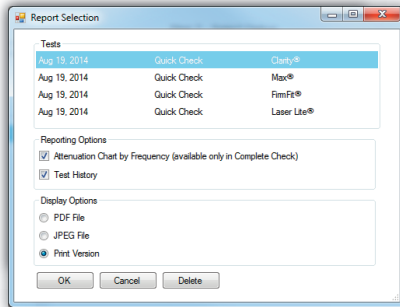 Report Selection
Tests
Aug 19, 2014 Quick Check Clarity®
Aug 19, 2014 Quick Check Max®
Aug 19, 2014 Quick Check FirmFit®
Aug 19, 2014 Quick Check Laser Lite®
Reporting Options
Attenuation Chart by Frequency (available only in Complete Check)
Test History
Display Options
PDF File
JPEG File
Print Version
OK Cancel Delete